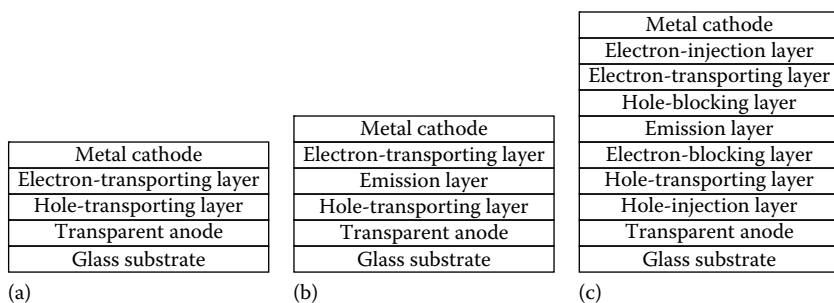 Metal cathode
Electron-transporting layer
Hole-transporting layer
Transparent anode
Glass substrate
(a)
Metal cathode
Electron-transporting layer
Emission layer
Hole-transporting layer
Transparent anode
Glass substrate
(b)
Metal cathode
Electron-injection layer
Electron-transporting layer
Hole-blocking layer
Emission layer
Electron-blocking layer
Hole-transporting layer
Hole-injection layer
Transparent anode
Glass substrate
(c)